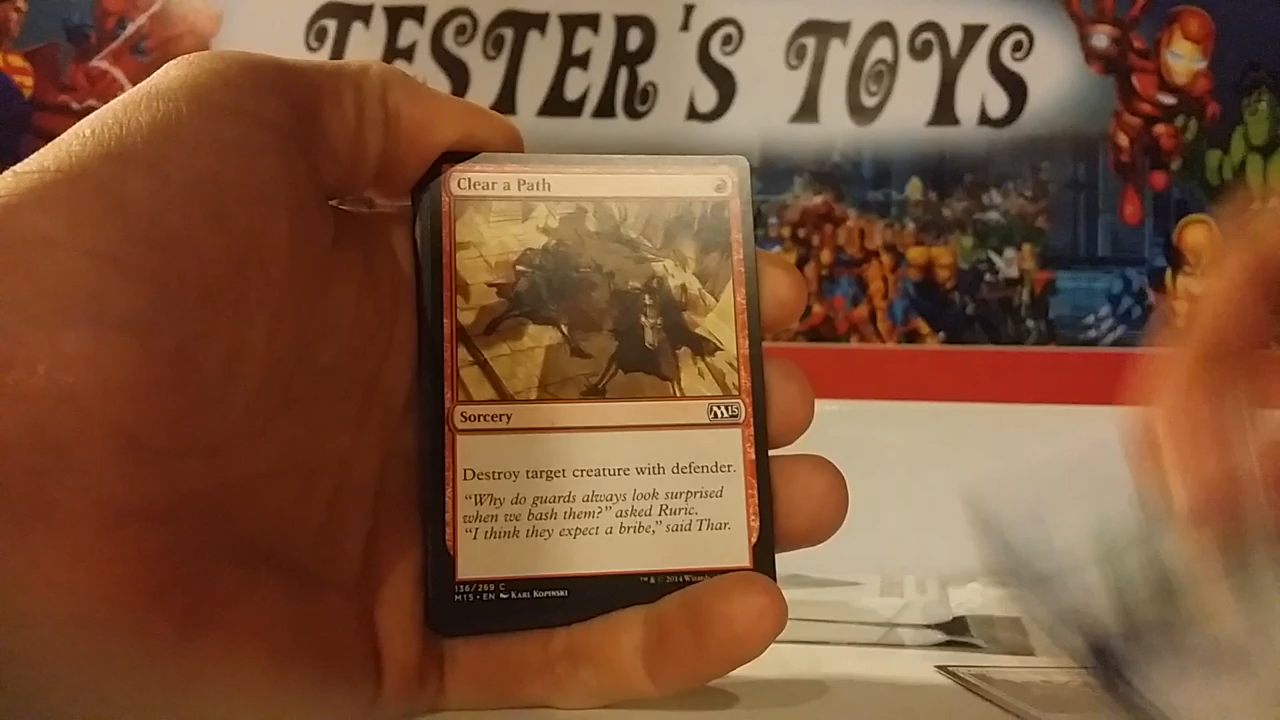 TESTER'S TOYS
Clear a Path
Sorcery
M15
Destroy target creature with defender.
"Why do guards always look surprised
when we bash them?" asked Ruric.
"I think they expect a bribe," said Thar.
136/269 C
M15 • EN KARL KOPINSKI
™ & © 2014 Wizards